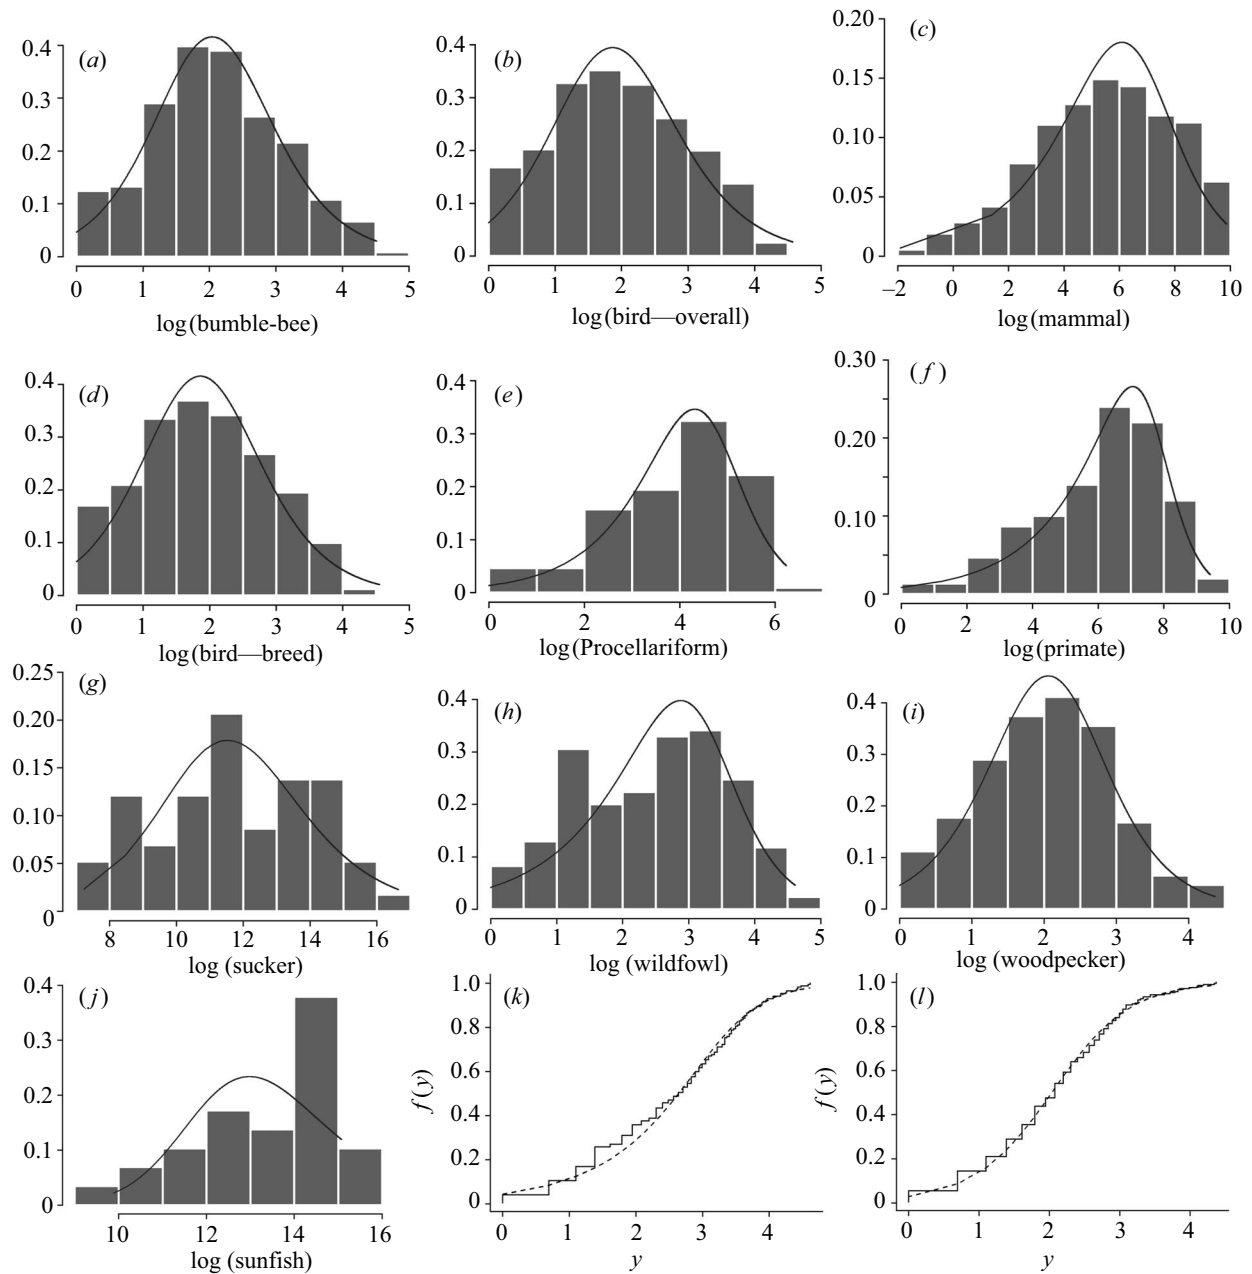 (a)
0.4
0.3
0.2
0.1
0
0 1 2 3 4 5
log(bumble-bee)
(b)
0.4
0.3
0.2
0.1
0
0 1 2 3 4 5
log(bird—overall)
(c)
0.20
0.15
0.10
0.05
0
–2 0 2 4 6 8 10
log(mammal)
(d)
0.4
0.3
0.2
0.1
0
0 1 2 3 4 5
log(bird—breed)
(e)
0.4
0.3
0.2
0.1
0
0 2 4 6
log(Procellariiform)
(f)
0.30
0.20
0.10
0
0 2 4 6 8 10
log(primate)
(g)
0.25
0.20
0.15
0.10
0.05
0
8 10 12 14 16
log (sucker)
(h)
0.4
0.3
0.2
0.1
0
0 1 2 3 4 5
log (wildfowl)
(i)
0.4
0.3
0.2
0.1
0
0 1 2 3 4
log (woodpecker)
(j)
0.4
0.3
0.2
0.1
0
10 12 14 16
log (sunfish)
(k)
1.0
0.8
0.6
0.4
0.2
0
f(y)
0 1 2 3 4
y
(l)
1.0
0.8
0.6
0.4
0.2
0
f(y)
0 1 2 3 4
y